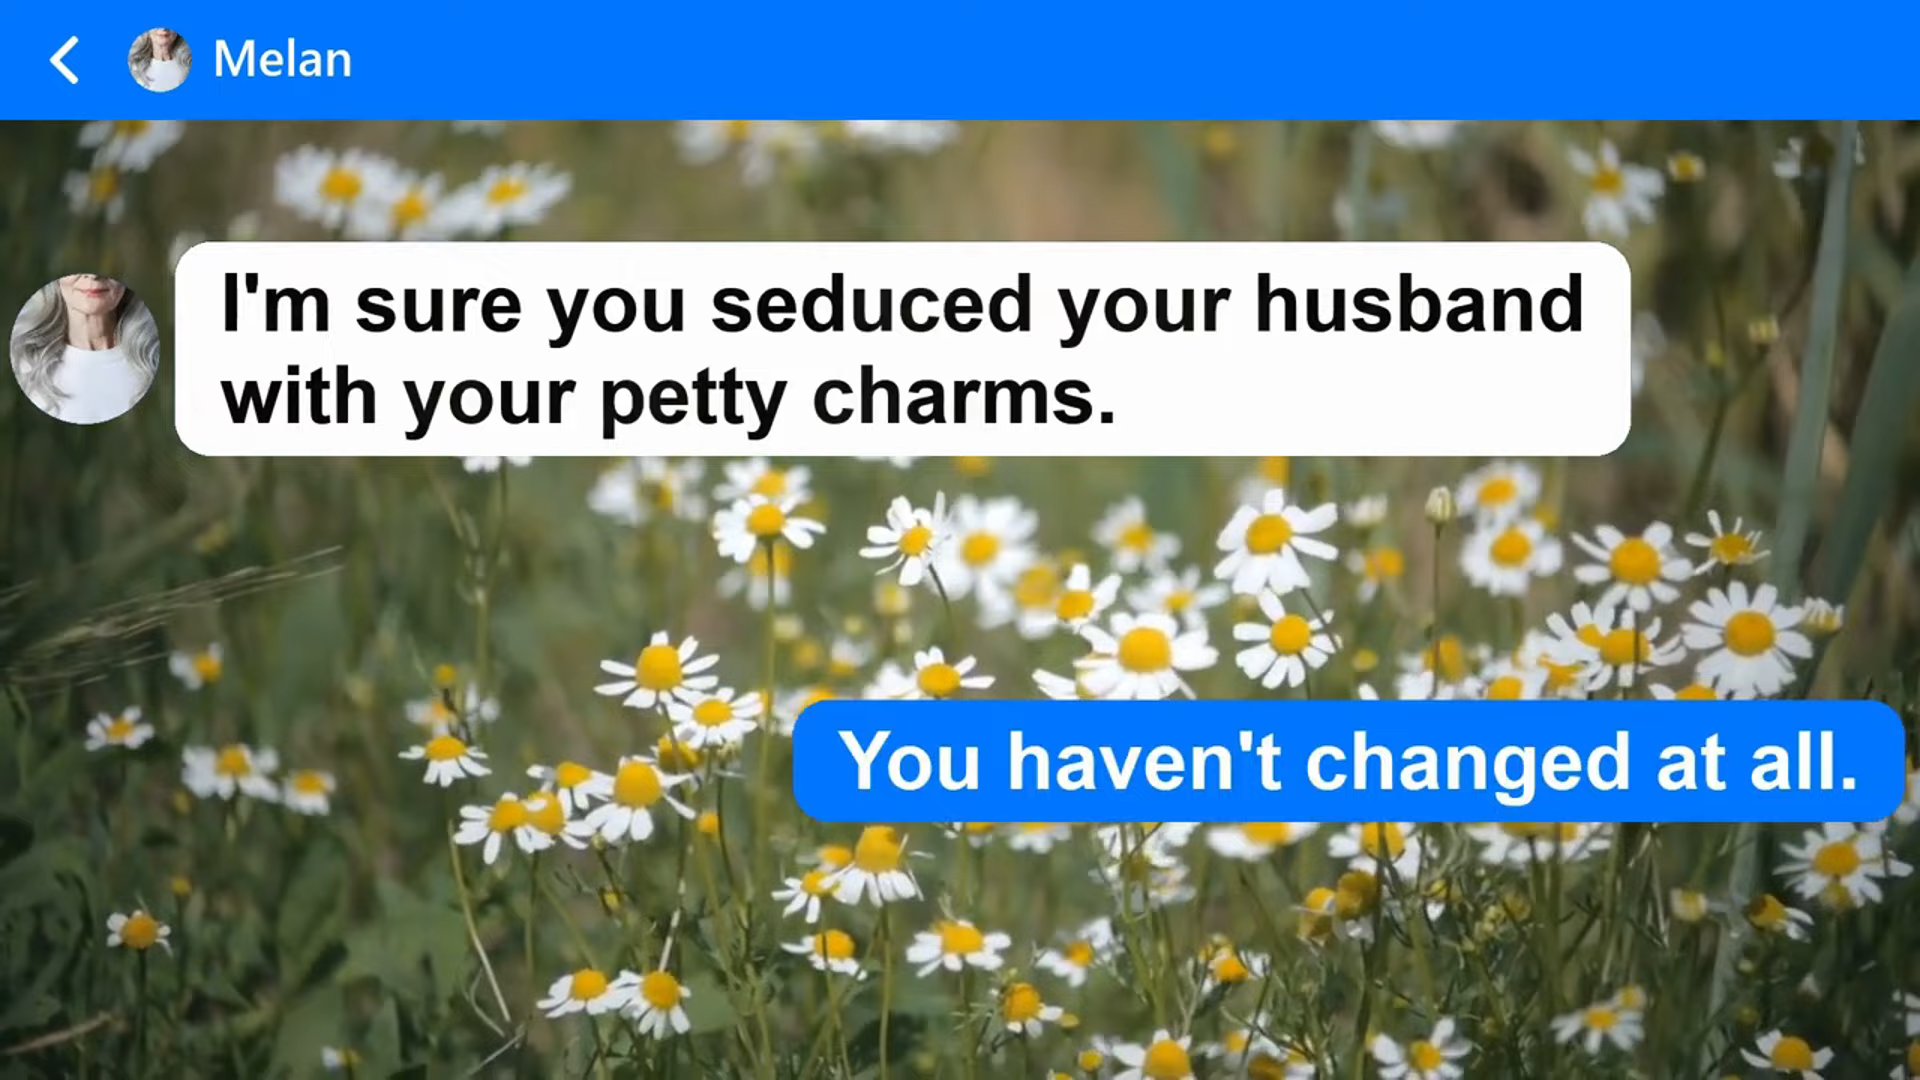 Melan
I'm sure you seduced your husband
with your petty charms.
You haven't changed at all.